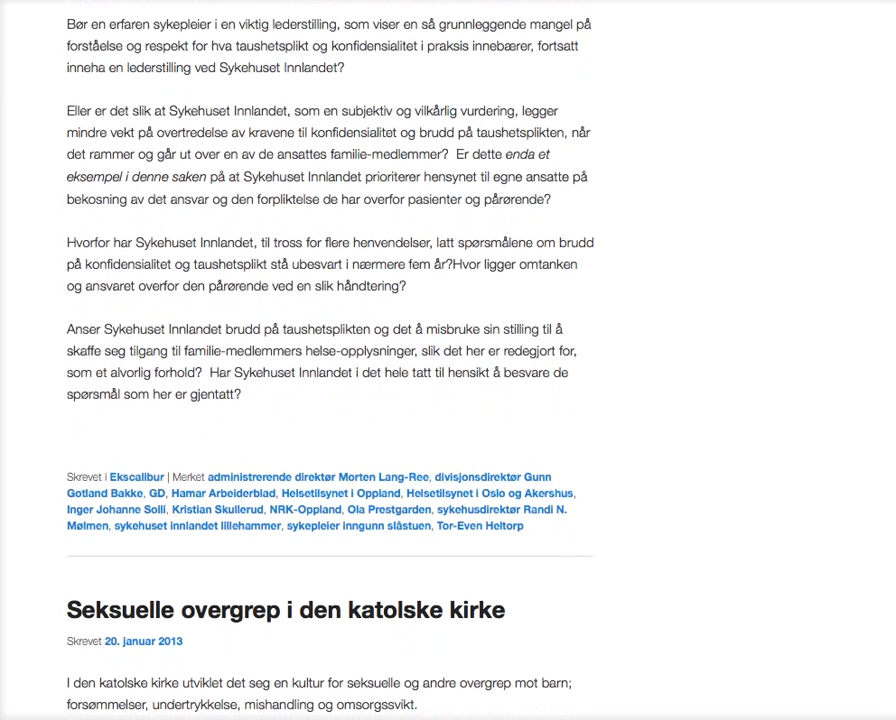 Bør en erfaren sykepleier i en viktig lederstilling, som viser en så grunnleggende mangel på
forståelse og respekt for hva taushetsplikt og konfidensialitet i praksis innebærer, fortsatt
inneha en lederstilling ved Sykehuset Innlandet?
Eller er det slik at Sykehuset Innlandet, som en subjektiv og vilkårlig vurdering, legger
mindre vekt på overtredelse av kravene til konfidensialitet og brudd på taushetsplikten, når
det rammer og går ut over en av de ansattes familie-medlemmer?  Er dette enda et
eksempel i denne saken på at Sykehuset Innlandet prioriterer hensynet til egne ansatte på
bekosning av det ansvar og den forpliktelse de har overfor pasienter og pårørende?
Hvorfor har Sykehuset Innlandet, til tross for flere henvendelser, latt spørsmålene om brudd
på konfidensialitet og taushetsplikt stå ubesvart i nærmere fem år?Hvor ligger omtanken
og ansvaret overfor den pårørende ved en slik håndtering?
Anser Sykehuset Innlandet brudd på taushetsplikten og det å misbruke sin stilling til å
skaffe seg tilgang til familie-medlemmers helse-opplysninger, slik det her er redegjort for,
som et alvorlig forhold?  Har Sykehuset Innlandet i det hele tatt til hensikt å besvare de
spørsmål som her er gjentatt?
Skrevet i Ekscalibur | Merket administrerende direktør Morten Lang-Ree, divisjonsdirektør Gunn
Gotland Bakke, GD, Hamar Arbeiderblad, Helsetilsynet i Oppland, Helsetilsynet i Oslo og Akershus,
Inger Johanne Solli, Kristian Skullerud, NRK-Oppland, Ola Prestgarden, sykehusdirektør Randi N.
Mølmen, sykehuset innlandet lillehammer, sykepleier inngunn slåstuen, Tor-Even Heltorp
Seksuelle overgrep i den katolske kirke
Skrevet 20. januar 2013
I den katolske kirke utviklet det seg en kultur for seksuelle og andre overgrep mot barn;
forsømmelser, undertrykkelse, mishandling og omsorgssvikt.